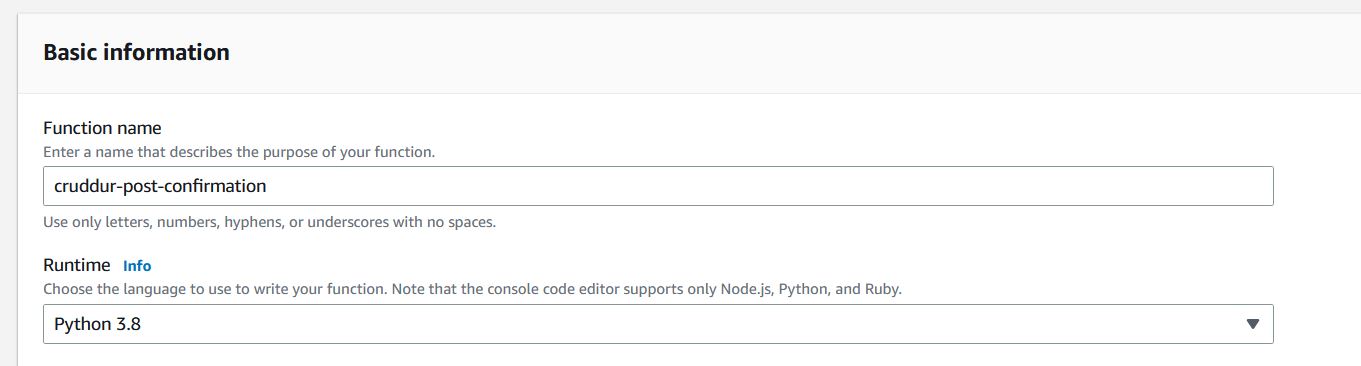 Basic information
Function name
Enter a name that describes the purpose of your function.
cruddur-post-confirmation
Use only letters, numbers, hyphens, or underscores with no spaces.
Runtime Info
Choose the language to use to write your function. Note that the console code editor supports only Node.js, Python, and Ruby.
Python 3.8